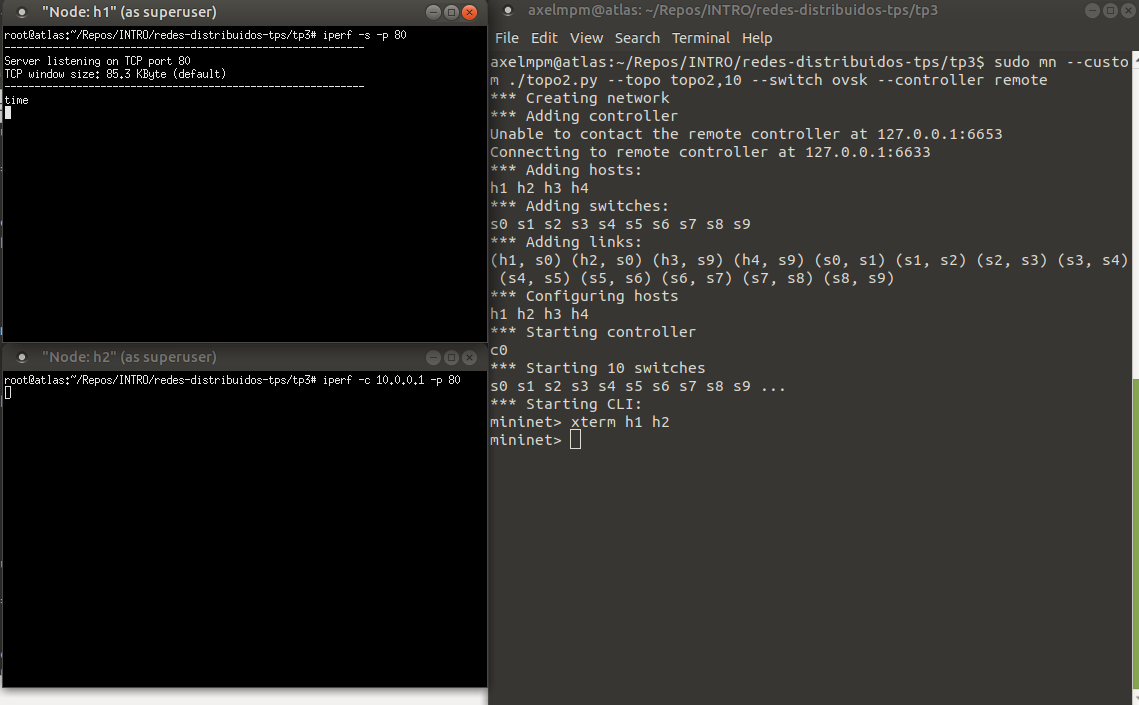 "Node: h1" (as superuser)
root@atlas:~/Repos/INTRO/redes-distribuidos-tps/tp3# iperf -s -p 80
------------------------------------------------------------
Server listening on TCP port 80
TCP window size: 85.3 KByte (default)
------------------------------------------------------------
time
"Node: h2" (as superuser)
root@atlas:~/Repos/INTRO/redes-distribuidos-tps/tp3# iperf -c 10.0.0.1 -p 80
axelmpm@atlas: ~/Repos/INTRO/redes-distribuidos-tps/tp3
File Edit View Search Terminal Help
axelmpm@atlas:~/Repos/INTRO/redes-distribuidos-tps/tp3$ sudo mn --custo
m ./topo2.py --topo topo2,10 --switch ovsk --controller remote
*** Creating network
*** Adding controller
Unable to contact the remote controller at 127.0.0.1:6653
Connecting to remote controller at 127.0.0.1:6633
*** Adding hosts:
h1 h2 h3 h4
*** Adding switches:
s0 s1 s2 s3 s4 s5 s6 s7 s8 s9
*** Adding links:
(h1, s0) (h2, s0) (h3, s9) (h4, s9) (s0, s1) (s1, s2) (s2, s3) (s3, s4)
(s4, s5) (s5, s6) (s6, s7) (s7, s8) (s8, s9)
*** Configuring hosts
h1 h2 h3 h4
*** Starting controller
c0
*** Starting 10 switches
s0 s1 s2 s3 s4 s5 s6 s7 s8 s9 ...
*** Starting CLI:
mininet> xterm h1 h2
mininet>